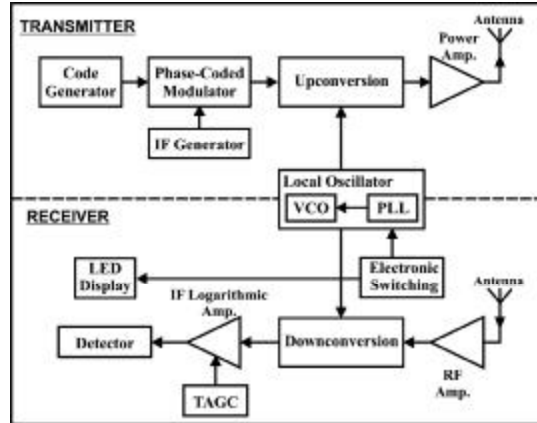 TRANSMITTER
Antenna
Power
Amp.
Code
Generator
Phase-Coded
Modulator
Upconversion
IF Generator
Local Oscillator
VCO
PLL
RECEIVER
LED
Display
Electronic
Switching
Antenna
IF Logarithmic
Amp.
Detector
Downconversion
RF
Amp.
TAGC